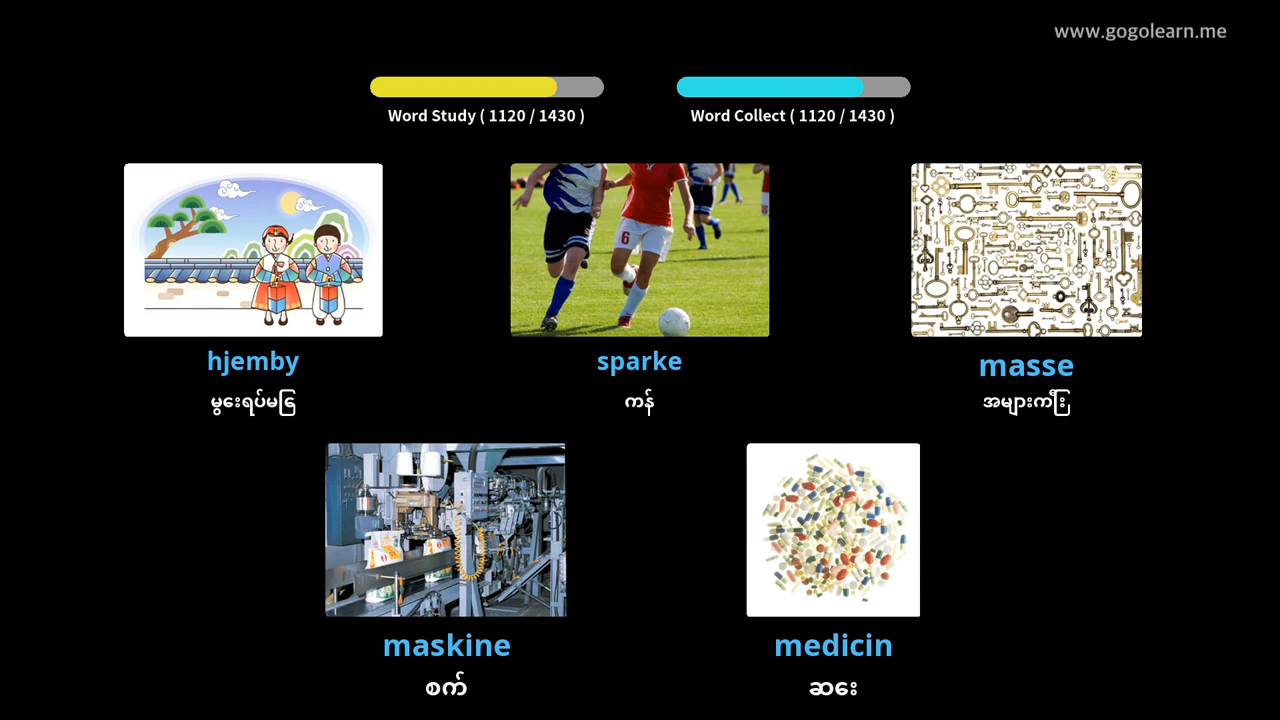 www.gogolearn.me
Word Study ( 1120 / 1430 )
Word Collect ( 1120 / 1430 )
hjemby
မွေးရပ်မြေ
sparke
ကန်
masse
အများကြီး
maskine
စက်
medicin
ဆေး